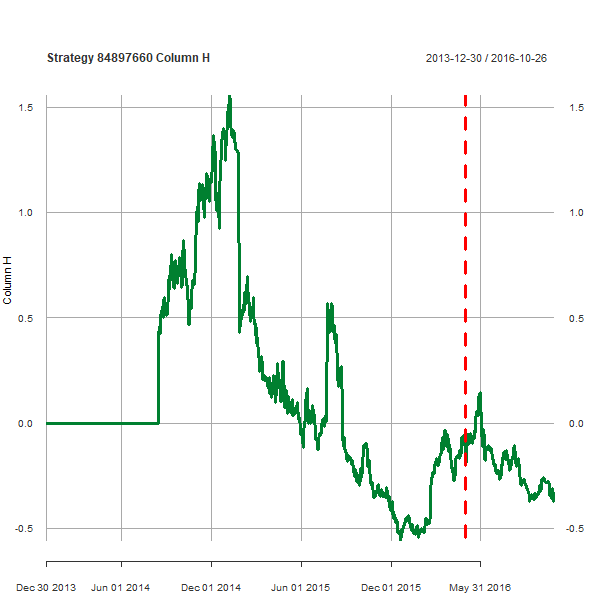 Strategy 84897660 Column H
2013-12-30 / 2016-10-26
1.5
1.5
1.0
1.0
0.5
0.5
0.0
0.0
-0.5
-0.5
Column H
Dec 30 2013
Jun 01 2014
Dec 01 2014
Jun 01 2015
Dec 01 2015
May 31 2016